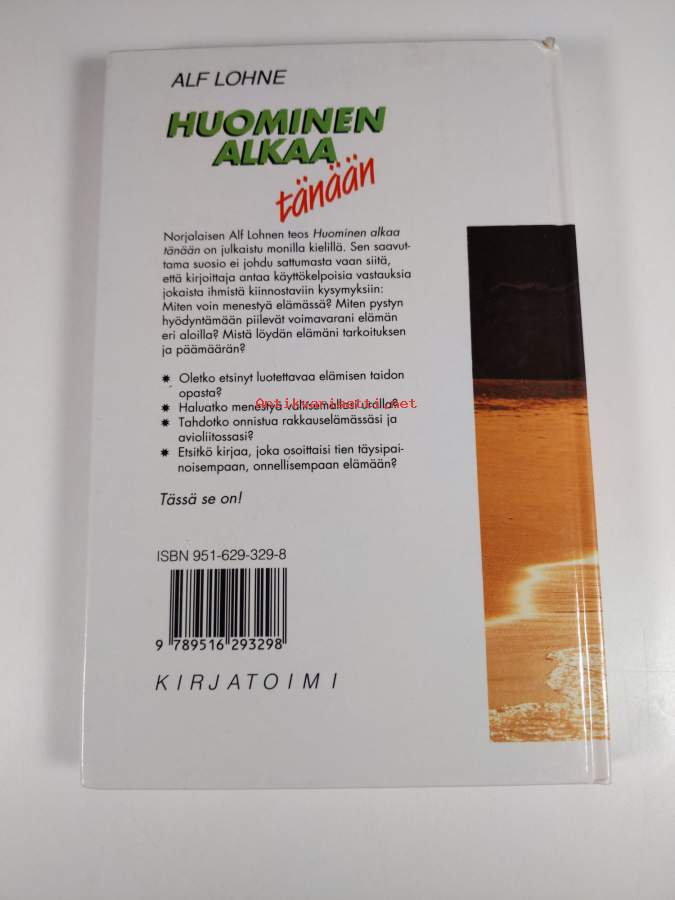 ALF LOHNE
HUOMINEN
ALKAA
tänään
Norjalaisen Alf Lohnen teos Huominen alkaa
tänään on julkaistu monilla kielillä. Sen saavut-
tama suosio ei johdu sattumasta vaan siitä,
että kirjoittaja antaa käyttökelpoisia vastauksia
jokaista ihmistä kiinnostaviin kysymyksiin:
Miten voin menestyä elämässä? Miten pystyn
hyödyntämään piilevät voimavarani elämän
eri aloilla? Mistä löydän elämäni tarkoituksen
ja päämäärän?
✷ Oletko etsinyt luotettavaa elämisen taidon
opasta?
✷ Haluatko menestyä valitsemallasi uralla?
Antikvariaatti.net
✷ Tahdotko onnistua rakkauselämässäsi ja
avioliitossasi?
✷ Etsitkö kirjaa, joka osoittaisi tien täysipai-
noisempaan, onnellisempaan elämään?
Tässä se on!
ISBN 951-629-329-8
9 789516 293298
KIRJATOIMI